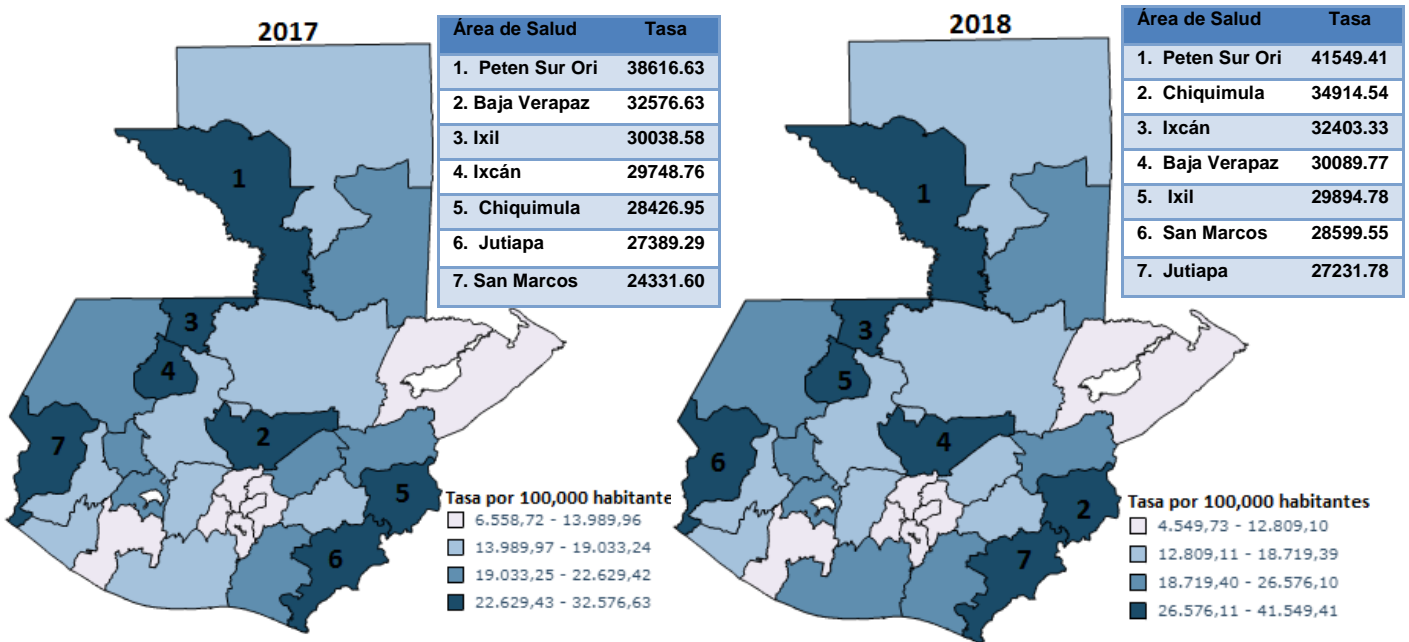 2017
Área de Salud Tasa
1. Peten Sur Ori 38616.63
2. Baja Verapaz 32576.63
3. Ixil 30038.58
4. Ixcán 29748.76
5. Chiquimula 28426.95
6. Jutiapa 27389.29
7. San Marcos 24331.60
1
3
4
2
7
5
6
Tasa por 100,000 habitante
6.558,72 - 13.989,96
13.989,97 - 19.033,24
19.033,25 - 22.629,42
22.629,43 - 32.576,63
2018
Área de Salud Tasa
1. Peten Sur Ori 41549.41
2. Chiquimula 34914.54
3. Ixcán 32403.33
4. Baja Verapaz 30089.77
5. Ixil 29894.78
6. San Marcos 28599.55
7. Jutiapa 27231.78
1
3
5
4
6
2
7
Tasa por 100,000 habitantes
4.549,73 - 12.809,10
12.809,11 - 18.719,39
18.719,40 - 26.576,10
26.576,11 - 41.549,41